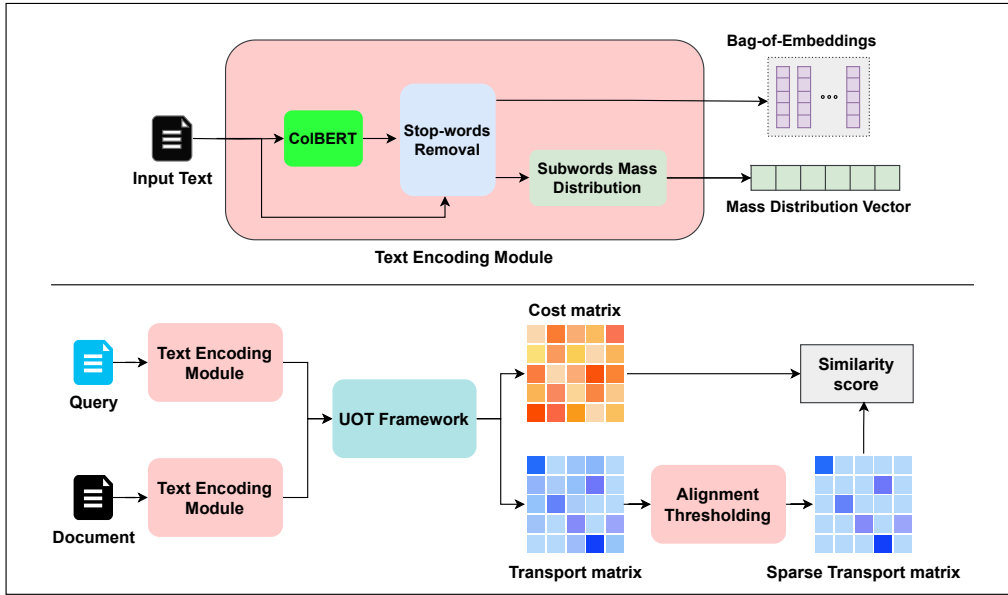 Bag-of-Embeddings
ColBERT
Stop-words
Removal
Input Text
Subwords Mass
Distribution
Mass Distribution Vector
Text Encoding Module
Cost matrix
Query
Text Encoding
Module
UOT Framework
Similarity
score
Document
Text Encoding
Module
Alignment
Thresholding
Transport matrix
Sparse Transport matrix